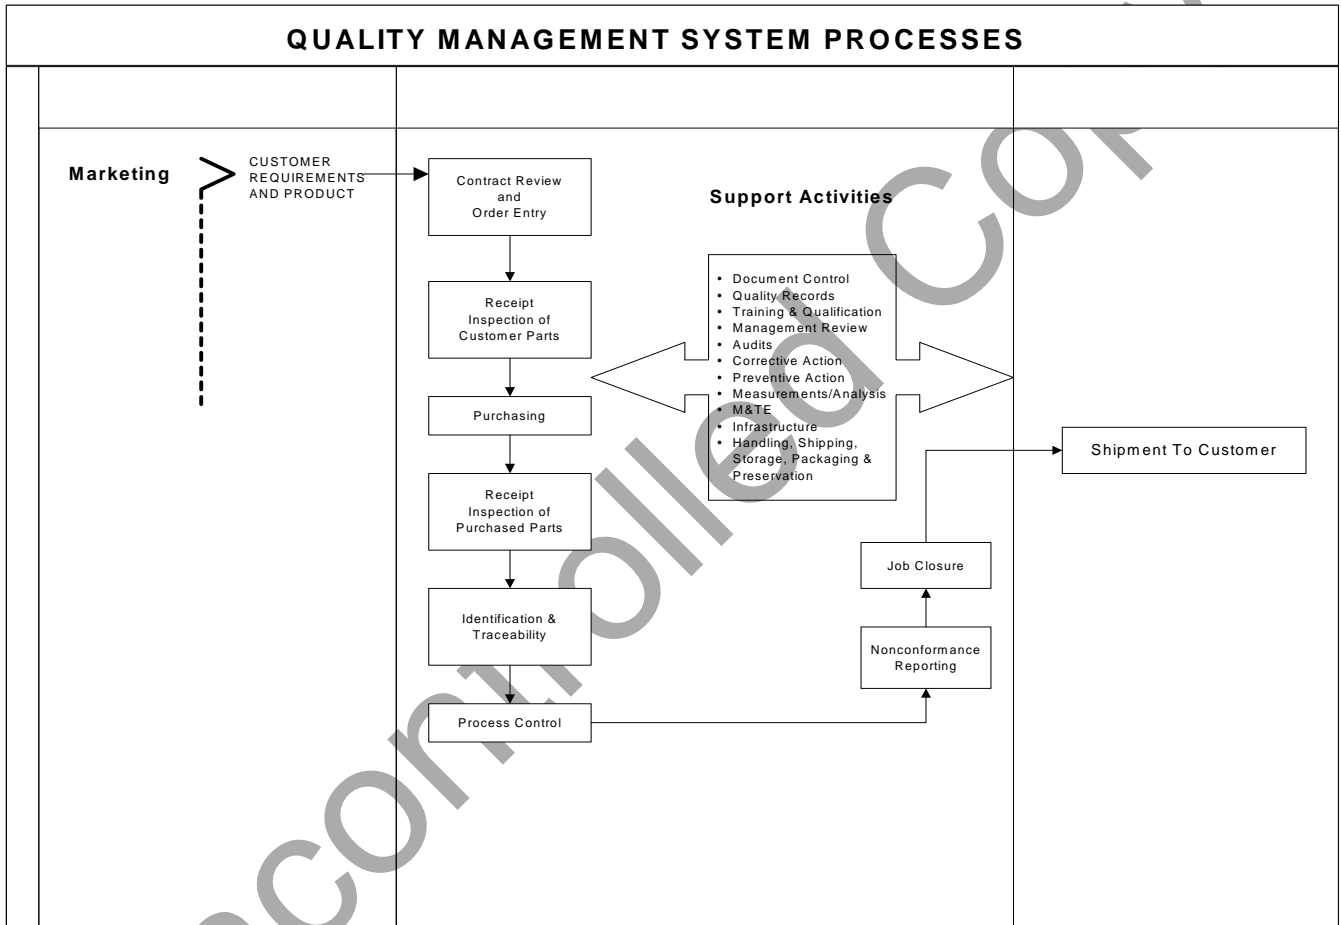 QUALITY MANAGEMENT SYSTEM PROCESSES
Marketing
CUSTOMER
REQUIREMENTS
AND PRODUCT
Contract Review
and
Order Entry
Receipt
Inspection of
Customer Parts
Purchasing
Receipt
Inspection of
Purchased Parts
Identification &
Traceability
Process Control
Support Activities
• Document Control
• Quality Records
• Training & Qualification
• Management Review
• Audits
• Corrective Action
• Preventive Action
• Measurements/Analysis
• M&TE
• Infrastructure
• Handling, Shipping,
Storage, Packaging &
Preservation
Nonconformance
Reporting
Job Closure
Shipment To Customer
controlled Cop